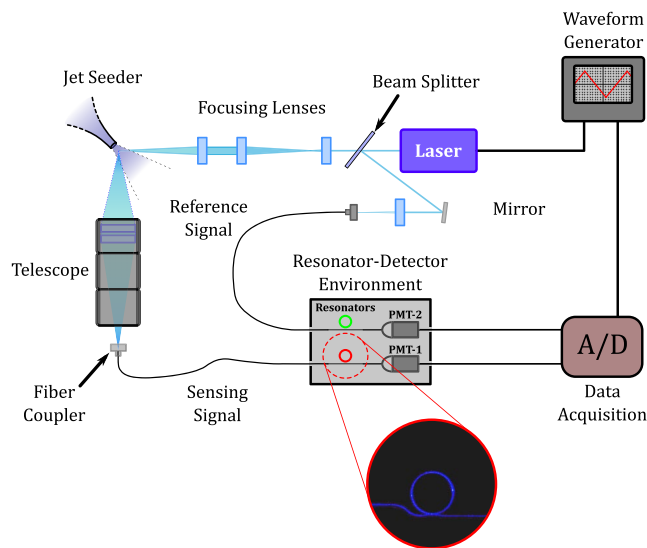 Waveform
Generator
Jet Seeder
Beam Splitter
Focusing Lenses
Laser
Reference
Signal
Mirror
Telescope
Resonator-Detector
Environment
Resonators
PMT-2
PMT-1
A/D
Fiber
Coupler
Sensing
Signal
Data
Acquisition